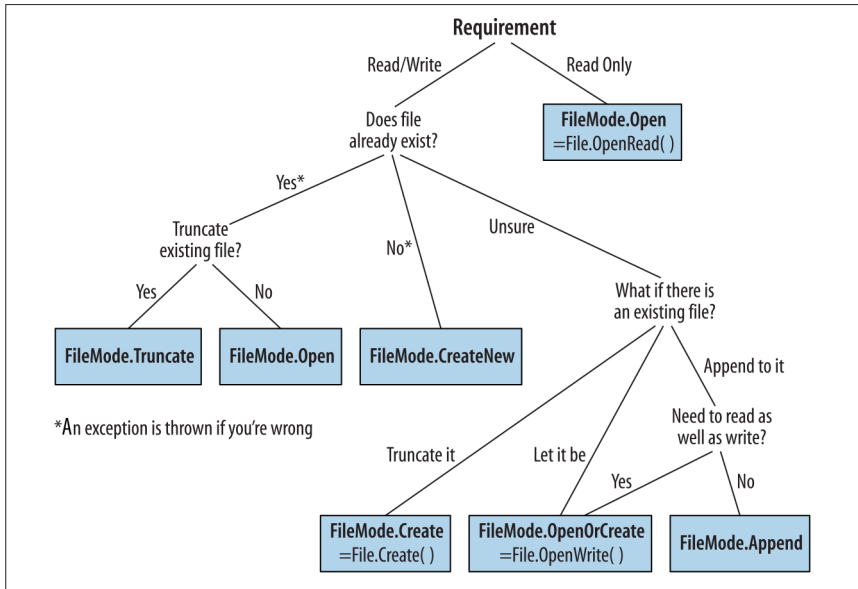 Requirement
Read/Write
Read Only
Does file
already exist?
FileMode.Open
=File.OpenRead( )
Yes*
No*
Unsure
Truncate
existing file?
Yes
No
What if there is
an existing file?
FileMode.Truncate
FileMode.Open
FileMode.CreateNew
Append to it
*An exception is thrown if you're wrong
Need to read as
well as write?
Truncate it
Let it be
Yes
No
FileMode.Create
=File.Create( )
FileMode.OpenOrCreate
=File.OpenWrite( )
FileMode.Append